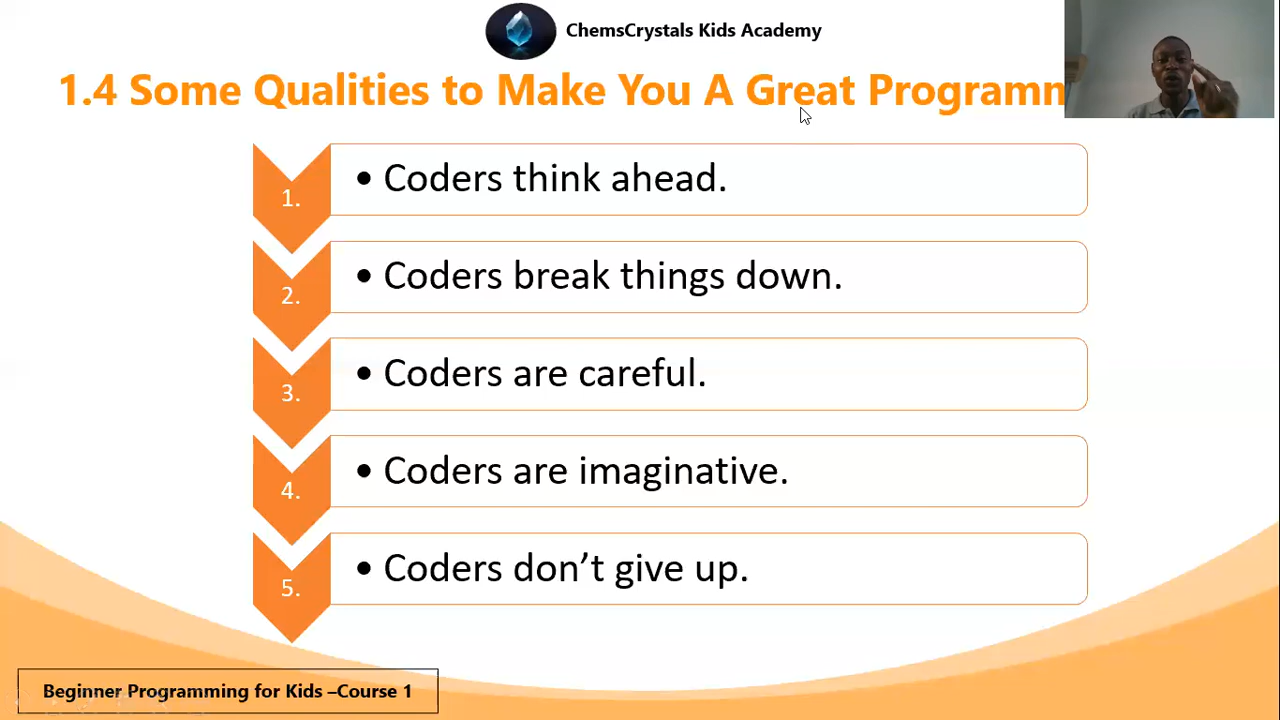 ChemsCrystals Kids Academy
1.4 Some Qualities to Make You A Great
1. • Coders think ahead.
2. • Coders break things down.
3. • Coders are careful.
4. • Coders are imaginative.
5. • Coders don’t give up.
Beginner Programming for Kids –Course 1